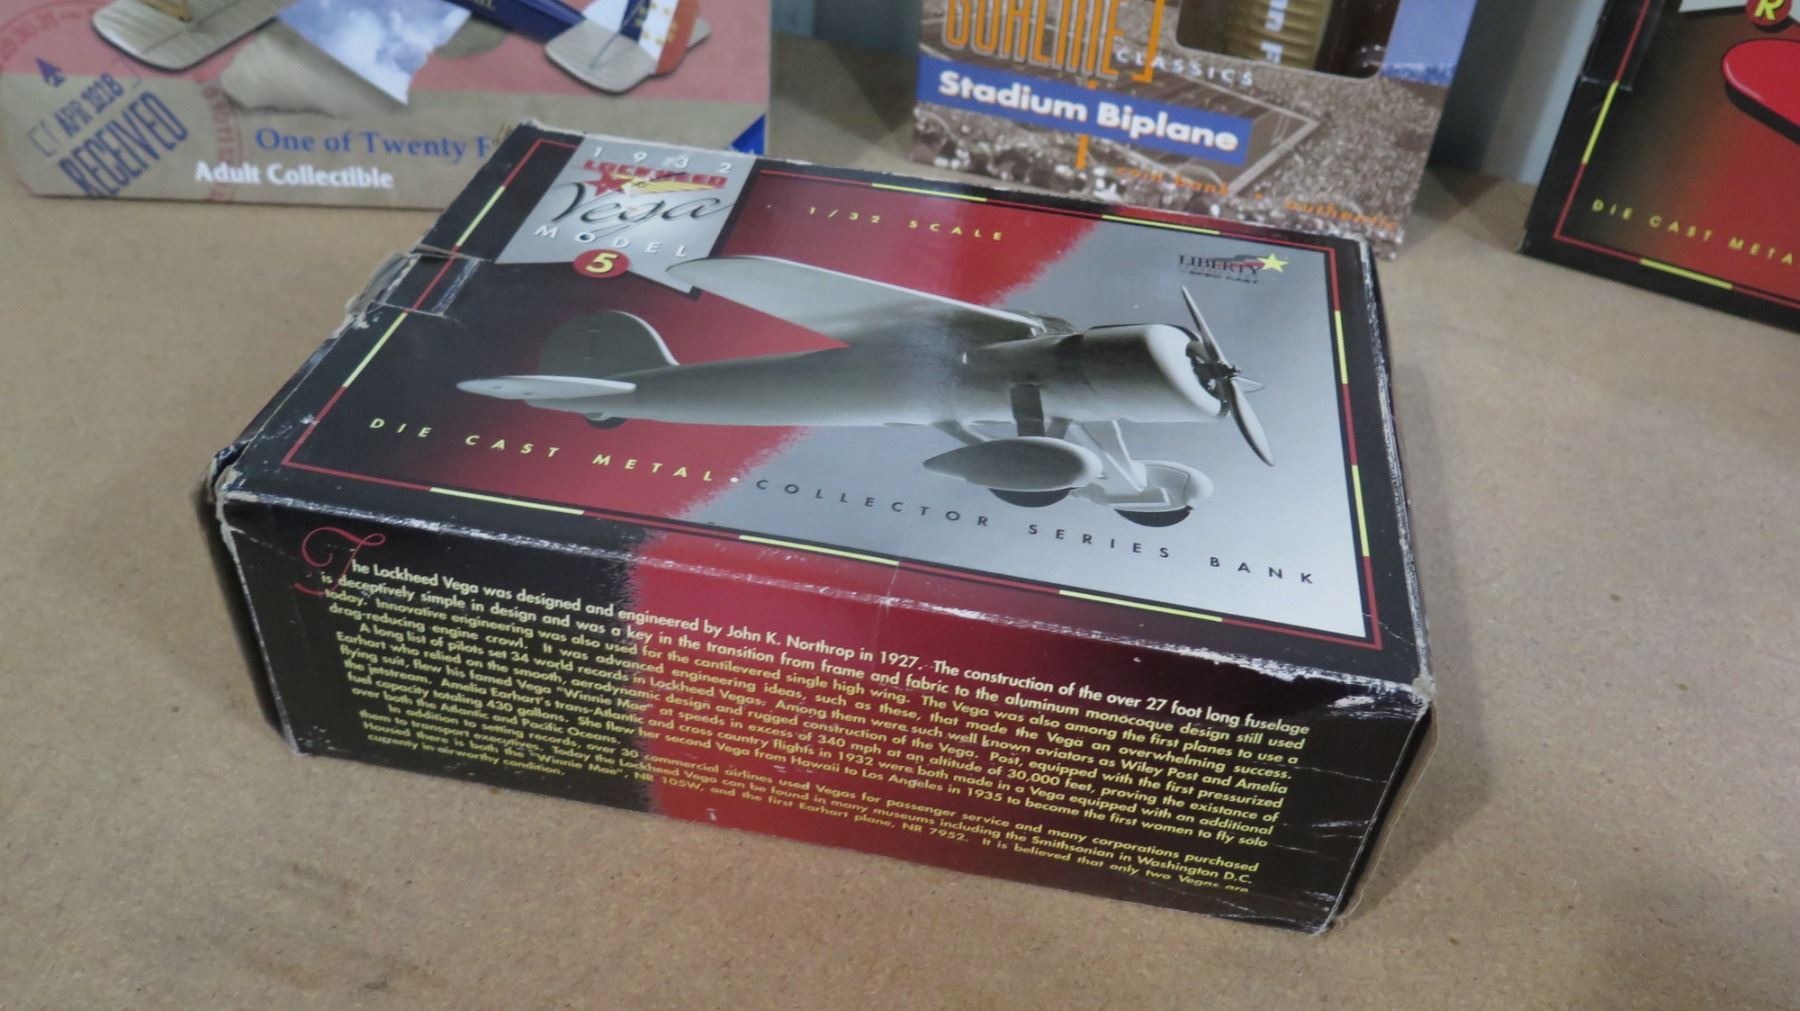 APR 1928
RECEIVED
One of Twenty
Adult Collectible
CLASSICS
Stadium Biplane
coin bank • authentic
R
DIE CAST META
1932
LOCKHEED
Vega
MODEL
5
1/32 SCALE
LIBERTY
SPEC CAST
DIE CAST METAL • COLLECTOR SERIES BANK
The Lockheed Vega was designed and engineered by John K. Northrop in 1927. The construction of the over 27 foot long fuselage
is deceptively simple in design and was a key in the transition from frame and fabric to the aluminum monocoque design still used
today. Innovative engineering was also used for the cantilevered single high wing. The Vega was also among the first planes to use a
drag-reducing engine crowl. It was advanced engineering ideas, such as these, that made the Vega an overwhelming success.
A long list of pilots set 34 world records in Lockheed Vegas. Among them were such well known aviators as Wiley Post and Amelia
Earhart who relied on the smooth, aerodynamic design and rugged construction of the Vega. Post, equipped with the first pressurized
flying suit, flew his famed Vega "Winnie Mae" at speeds in excess of 340 mph at an altitude of 30,000 feet, proving the existance of
the jetstream. Amelia Earhart's trans-Atlantic and cross country flights in 1932 were both made in a Vega equipped with an additional
fuel capacity totaling 430 gallons. She flew her second Vega from Hawaii to Los Angeles in 1935 to become the first women to fly solo
over both the Atlantic and Pacific Oceans.
In addition to setting records, over 30 commercial airlines used Vegas for passenger service and many corporations purchased
them to transport executives. Today the Lockheed Vega can be found in many museums including the Smithsonian in Washington D.C.
Housed there is both the "Winnie Mae", NR 105W, and the first Earhart plane, NR 7952. It is believed that only two Vegas are
currently in airworthy condition.